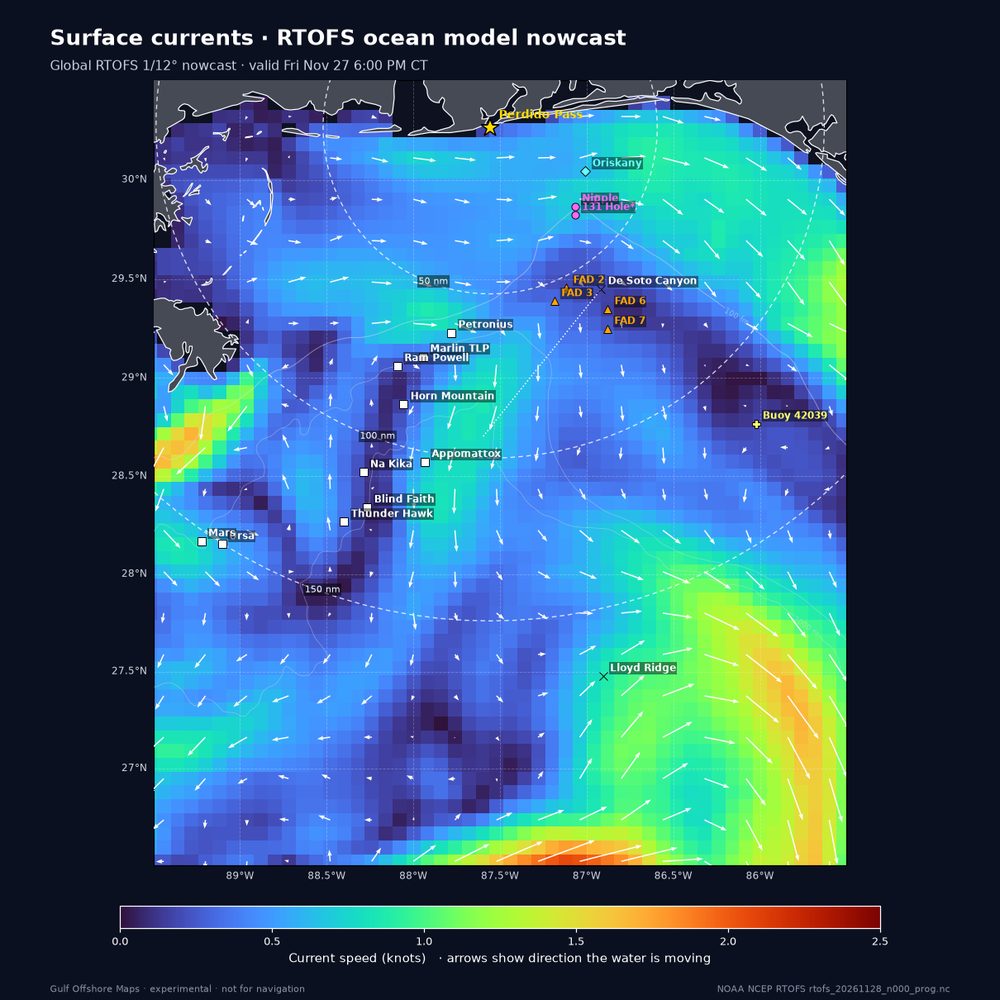 Surface currents · RTOFS ocean model nowcast
Global RTOFS 1/12° nowcast · valid Fri Nov 27 6:00 PM CT
Perdido Pass
30°N
Oriskany
Nipple
131 Hole*
29.5°N
50 nm
FAD 2
De Soto Canyon
FAD 3
FAD 6
FAD 7
100 fm
Petronius
Marlin TLP
Ram Powell
29°N
Horn Mountain
Buoy 42039
100 nm
Appomattox
28.5°N
Na Kika
Blind Faith
Thunder Hawk
Mars
Ursa
28°N
150 nm
27.5°N
Lloyd Ridge
27°N
89°W 88.5°W 88°W 87.5°W 87°W 86.5°W 86°W
0.0 0.5 1.0 1.5 2.0 2.5
Current speed (knots) · arrows show direction the water is moving
Gulf Offshore Maps · experimental · not for navigation
NOAA NCEP RTOFS rtofs_20261128_n000_prog.nc